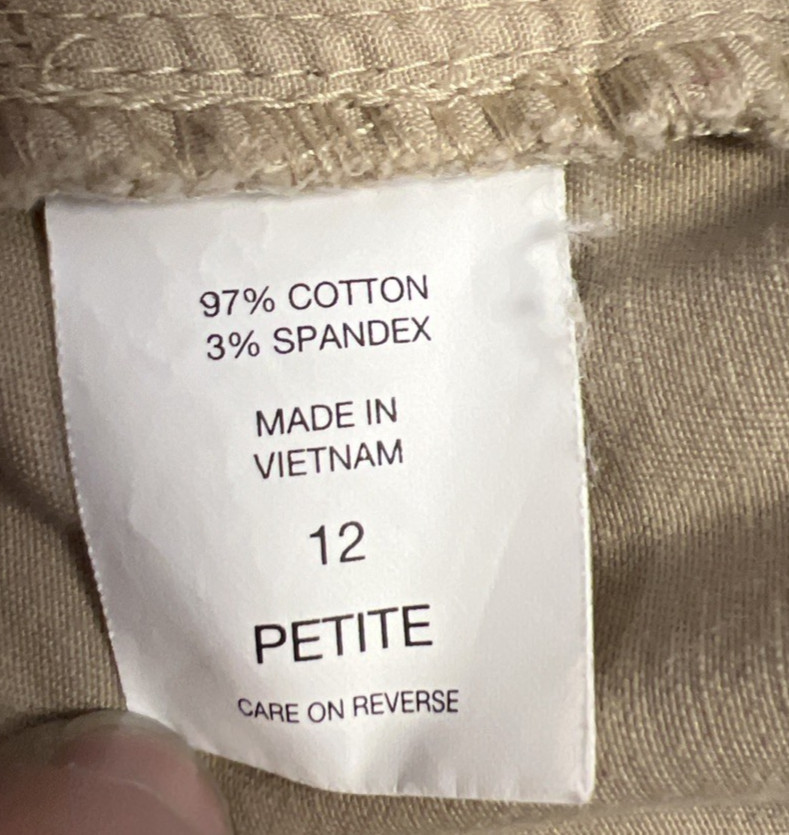 97% COTTON
3% SPANDEX
MADE IN
VIETNAM
12
PETITE
CARE ON REVERSE